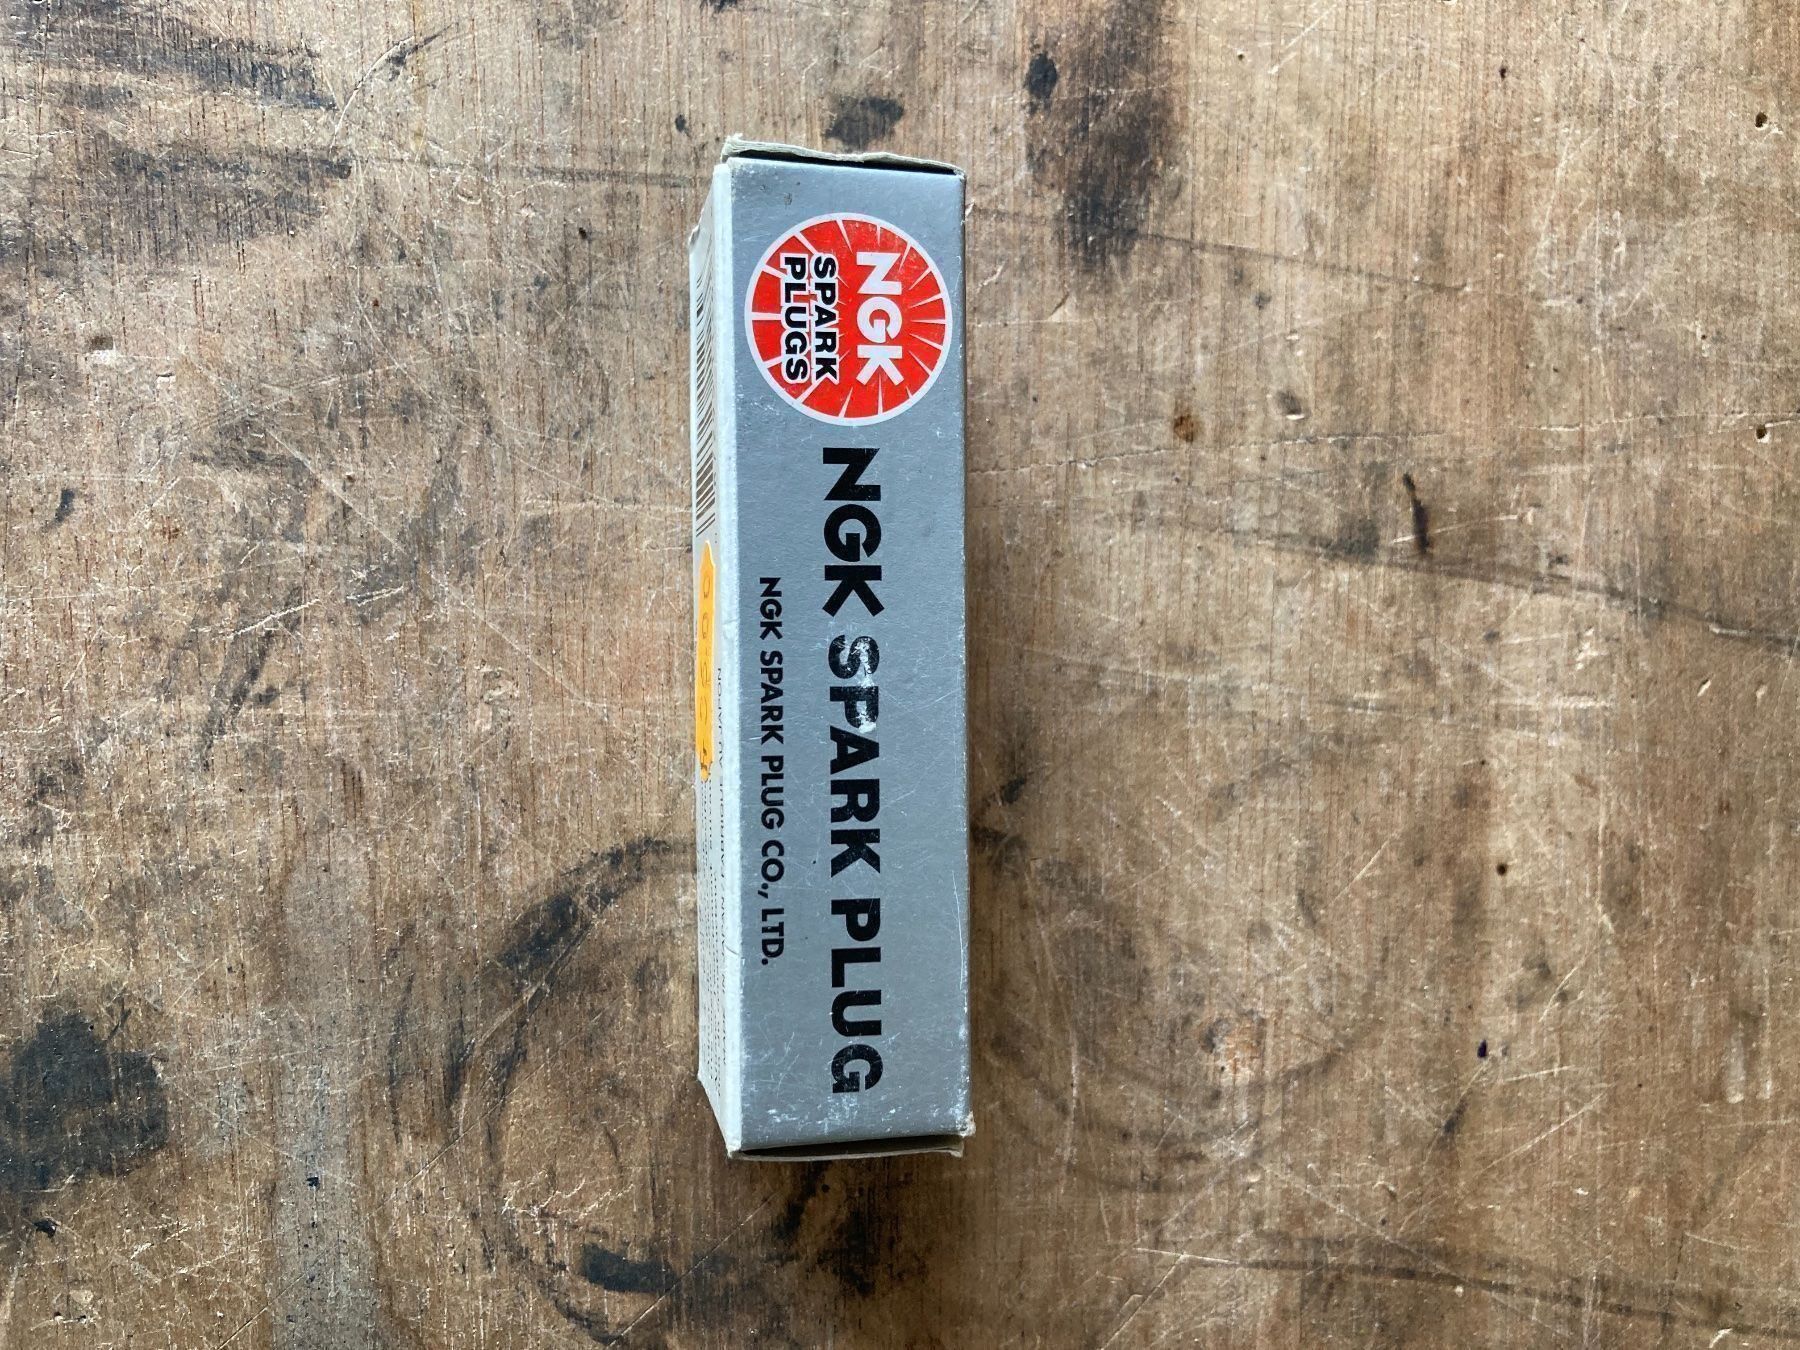 NGK
SPARK
PLUGS
NGK SPARK PLUG
NGK SPARK PLUG CO., LTD.